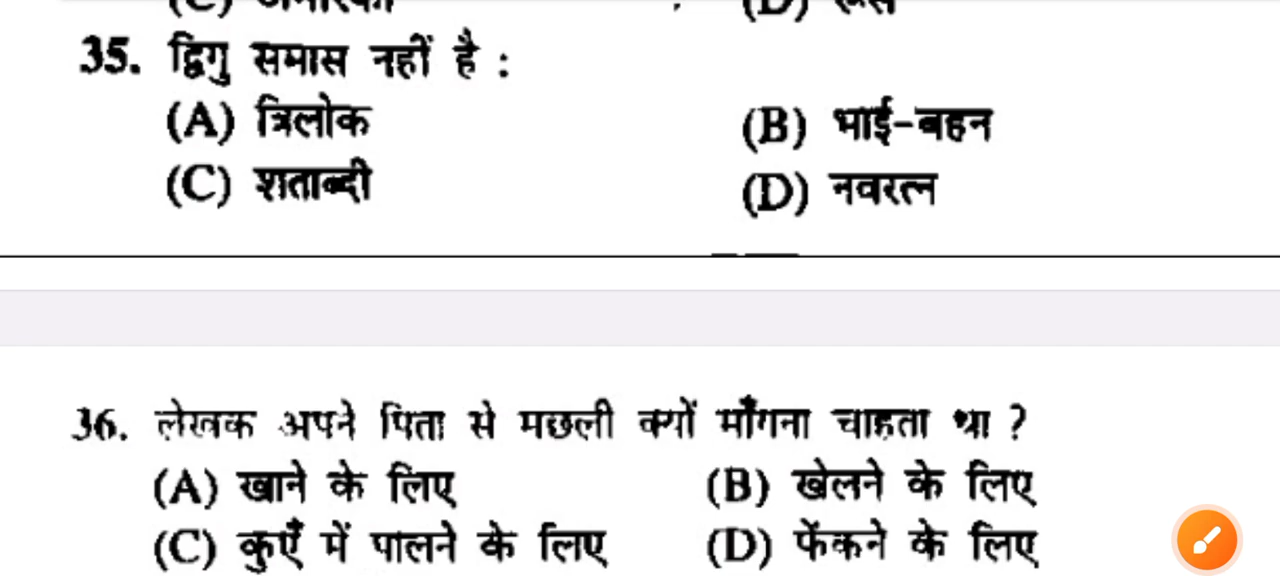 35. द्विगु समास नहीं है :
(A) त्रिलोक (B) भाई-बहन
(C) शताब्दी (D) नवरत्न
36. लेखक अपने पिता से मछली क्यों माँगना चाहता था ?
(A) खाने के लिए (B) खेलने के लिए
(C) कुएँ में पालने के लिए (D) फेंकने के लिए